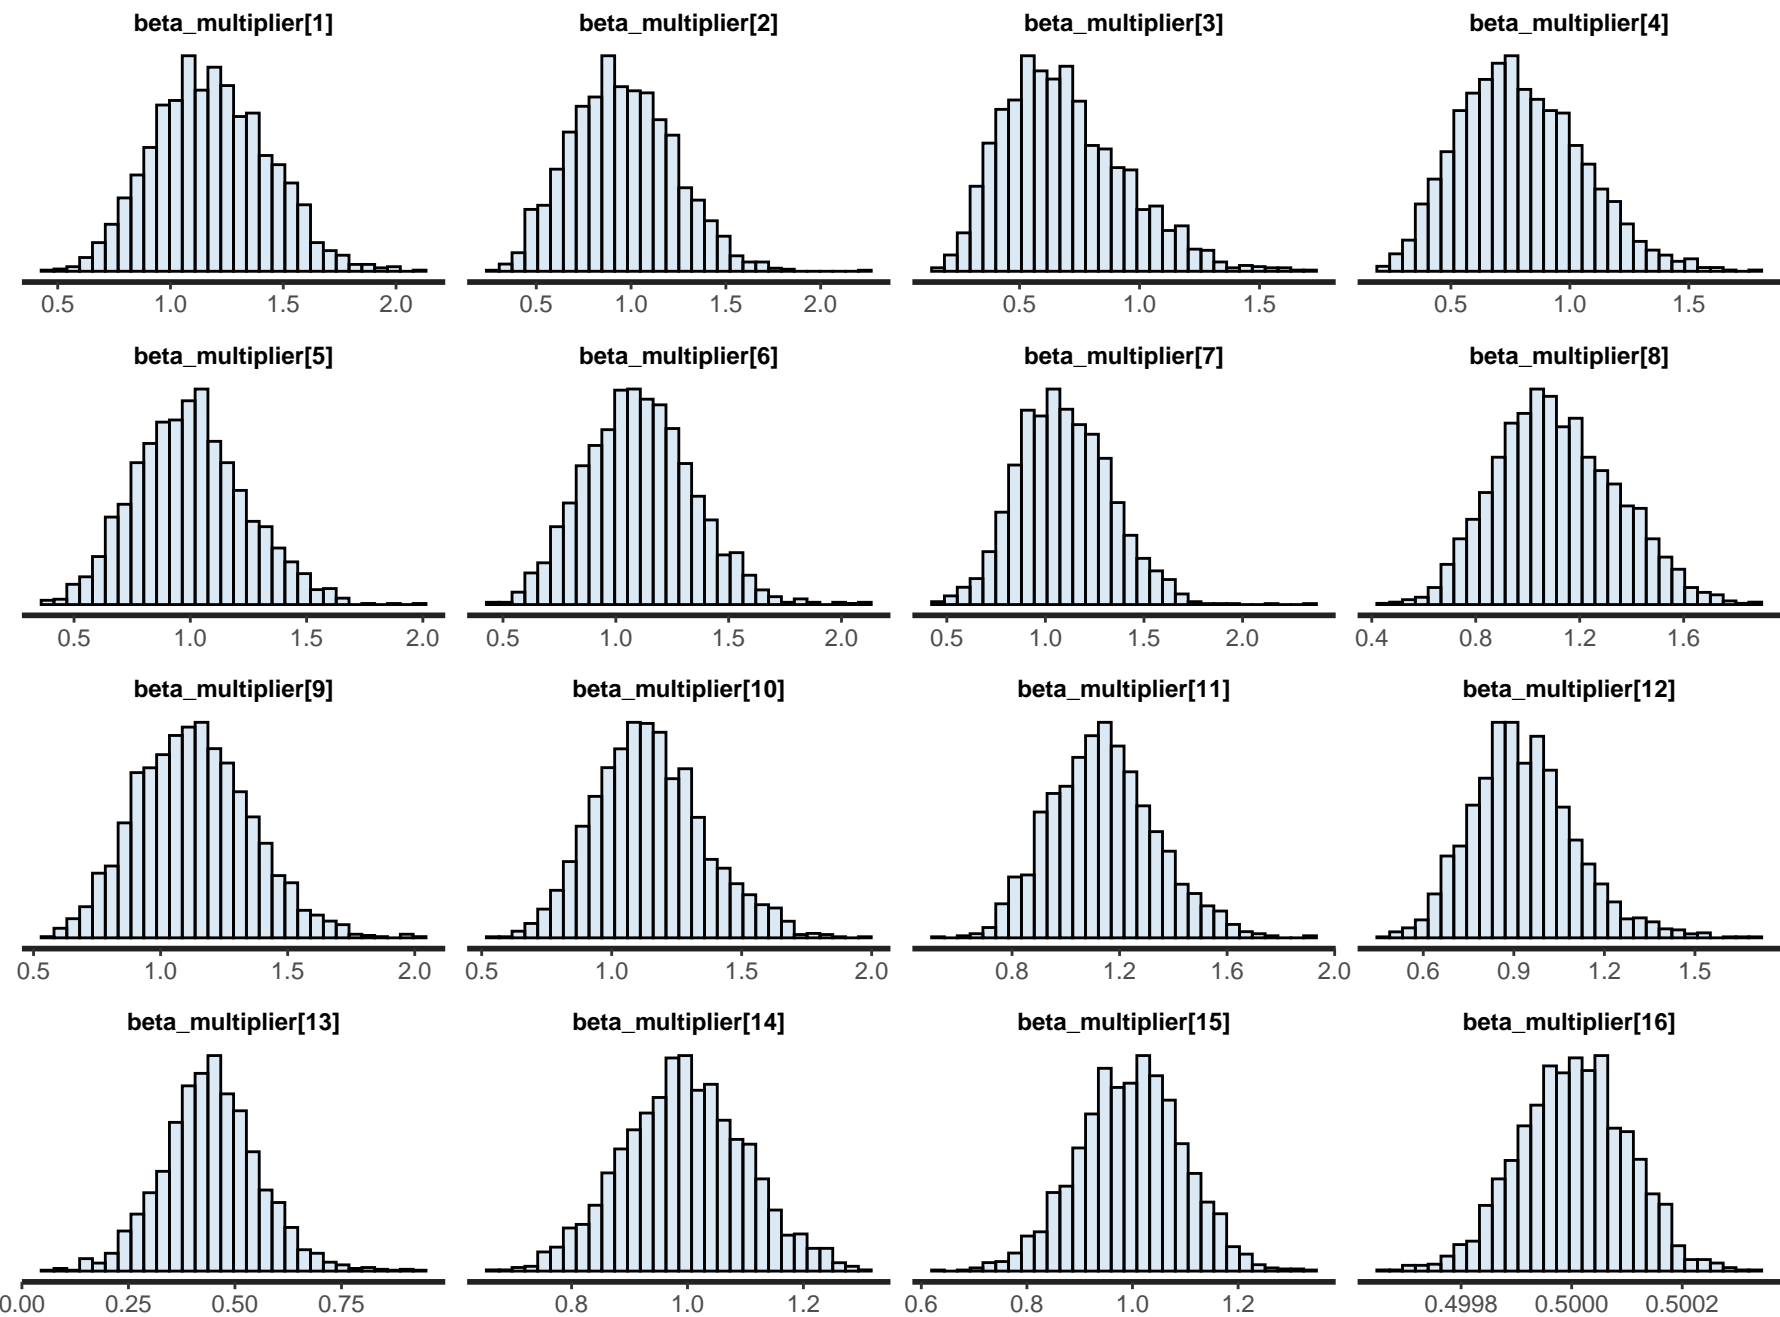 beta_multiplier[1] beta_multiplier[2] beta_multiplier[3] beta_multiplier[4]
0.5 1.0 1.5 2.0 0.5 1.0 1.5 2.0 0.5 1.0 1.5 0.5 1.0 1.5
beta_multiplier[5] beta_multiplier[6] beta_multiplier[7] beta_multiplier[8]
0.5 1.0 1.5 2.0 0.5 1.0 1.5 2.0 0.5 1.0 1.5 2.0 0.4 0.8 1.2 1.6
beta_multiplier[9] beta_multiplier[10] beta_multiplier[11] beta_multiplier[12]
0.5 1.0 1.5 2.0 0.5 1.0 1.5 2.0 0.8 1.2 1.6 2.0 0.6 0.9 1.2 1.5
beta_multiplier[13] beta_multiplier[14] beta_multiplier[15] beta_multiplier[16]
0.00 0.25 0.50 0.75 0.8 1.0 1.2 0.6 0.8 1.0 1.2 0.4998 0.5000 0.5002